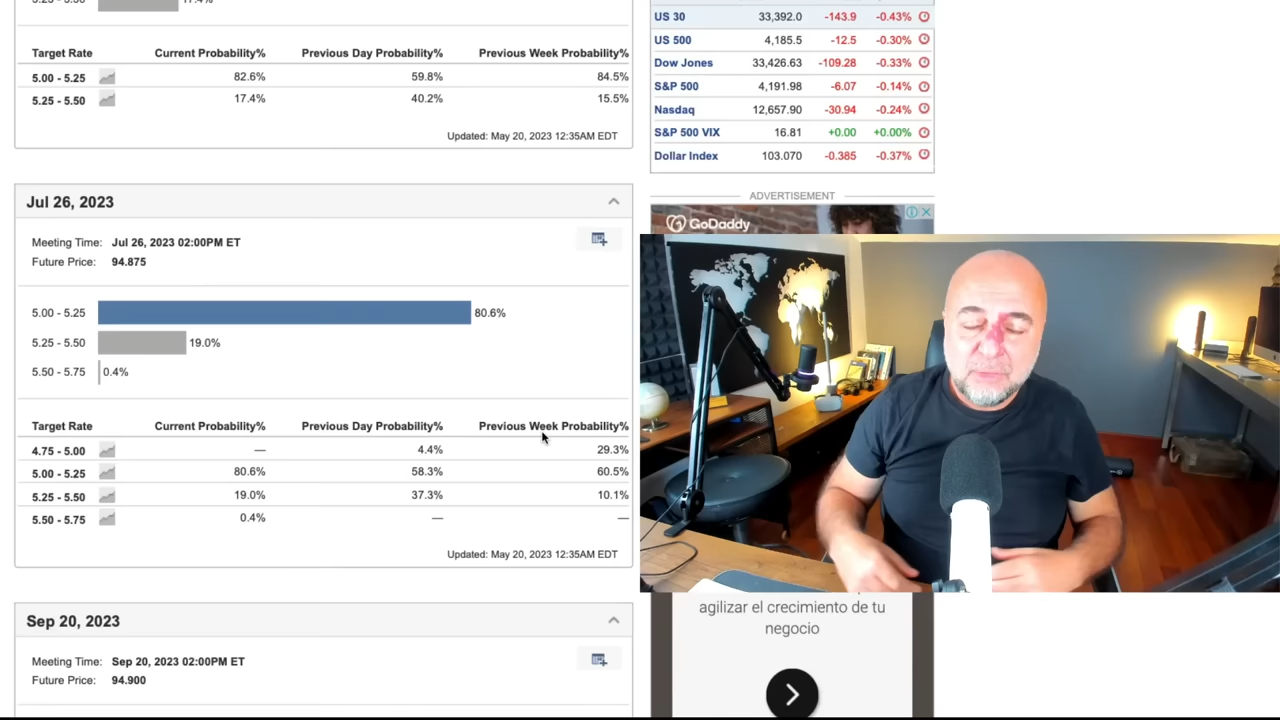 17.4%
Target Rate Current Probability% Previous Day Probability% Previous Week Probability%
5.00 - 5.25 82.6% 59.8% 84.5%
5.25 - 5.50 17.4% 40.2% 15.5%
Updated: May 20, 2023 12:35AM EDT
Jul 26, 2023
Meeting Time: Jul 26, 2023 02:00PM ET
Future Price: 94.875
5.00 - 5.25 80.6%
5.25 - 5.50 19.0%
5.50 - 5.75 0.4%
Target Rate Current Probability% Previous Day Probability% Previous Week Probability%
4.75 - 5.00 — 4.4% 29.3%
5.00 - 5.25 80.6% 58.3% 60.5%
5.25 - 5.50 19.0% 37.3% 10.1%
5.50 - 5.75 0.4% — —
Updated: May 20, 2023 12:35AM EDT
Sep 20, 2023
Meeting Time: Sep 20, 2023 02:00PM ET
Future Price: 94.900
US 30 33,392.0 -143.9 -0.43%
US 500 4,185.5 -12.5 -0.30%
Dow Jones 33,426.63 -109.28 -0.33%
S&P 500 4,191.98 -6.07 -0.14%
Nasdaq 12,657.90 -30.94 -0.24%
S&P 500 VIX 16.81 +0.00 +0.00%
Dollar Index 103.070 -0.385 -0.37%
ADVERTISEMENT
GoDaddy
agilizar el crecimiento de tu
negocio